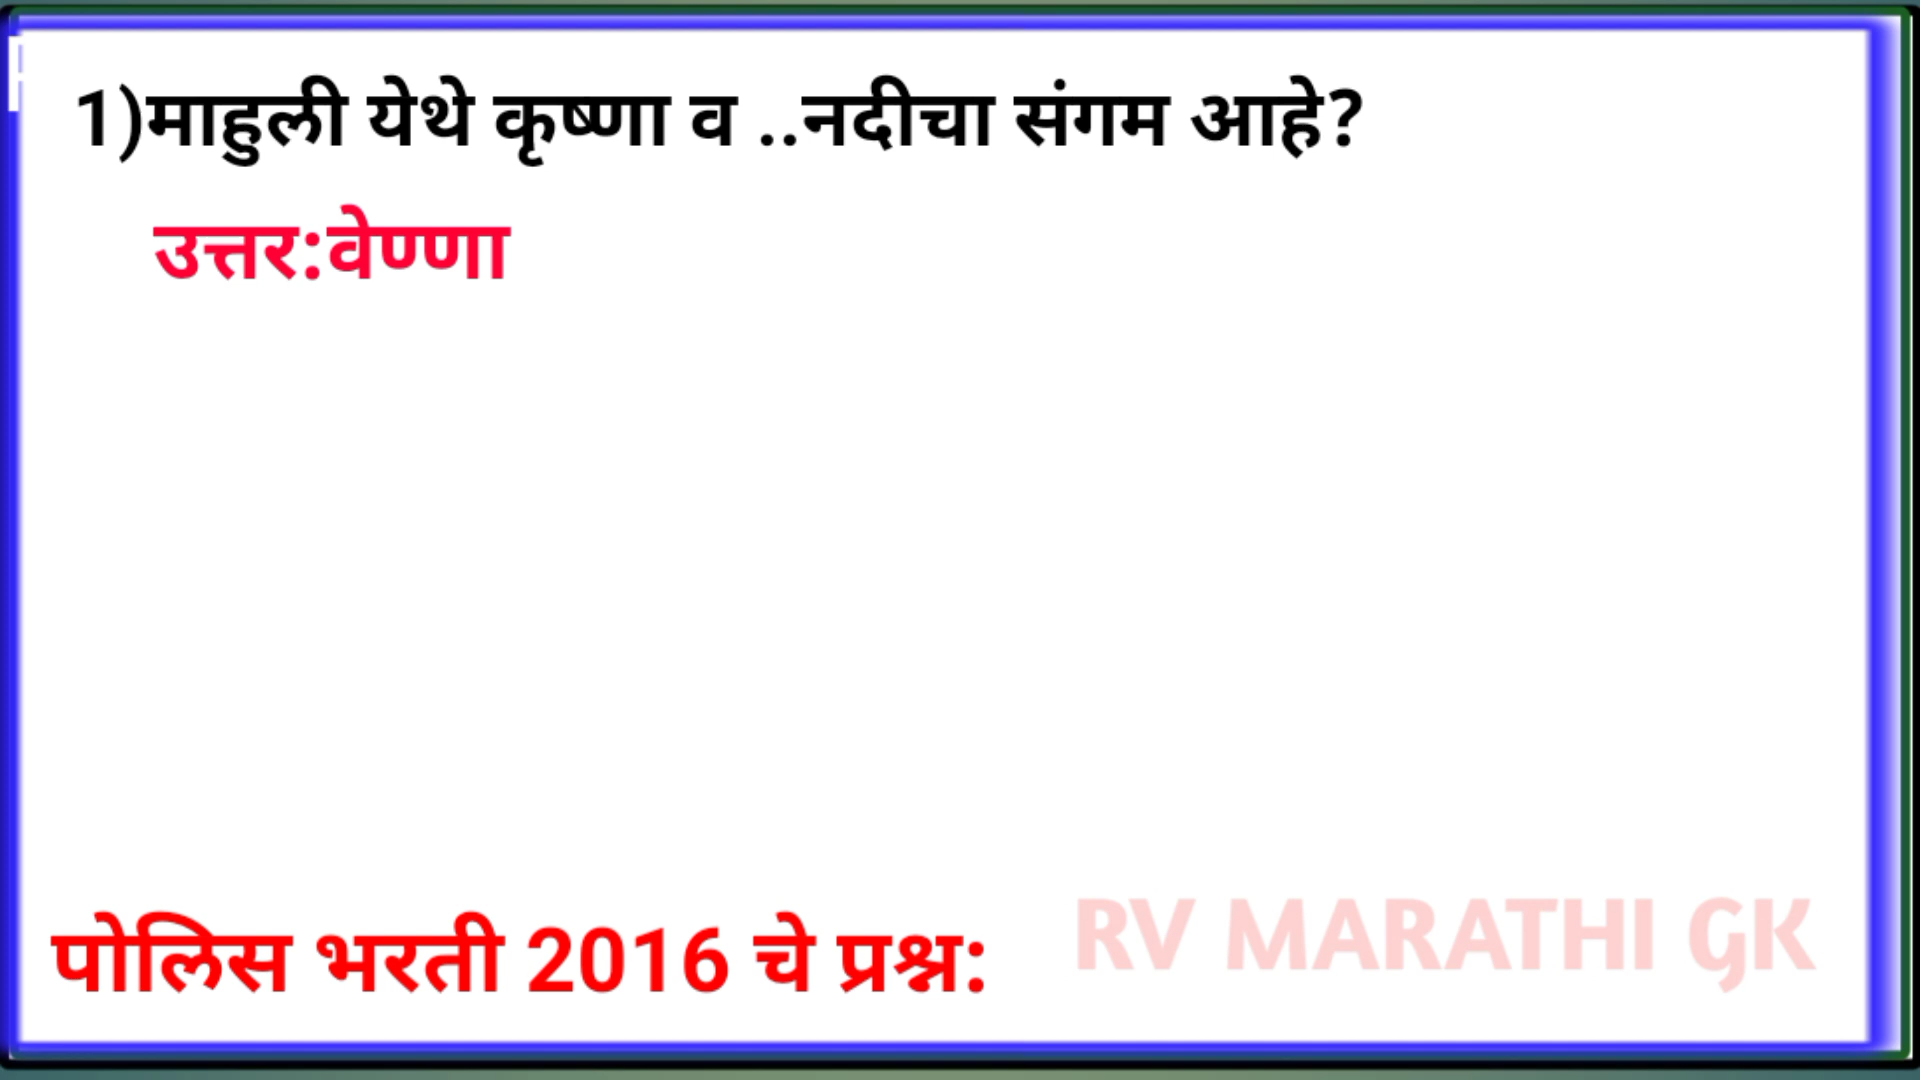 1)माहुली येथे कृष्णा व ..नदीचा संगम आहे?
उत्तर:वेण्णा
पोलिस भरती 2016 चे प्रश्न:
RV MARATHI GK